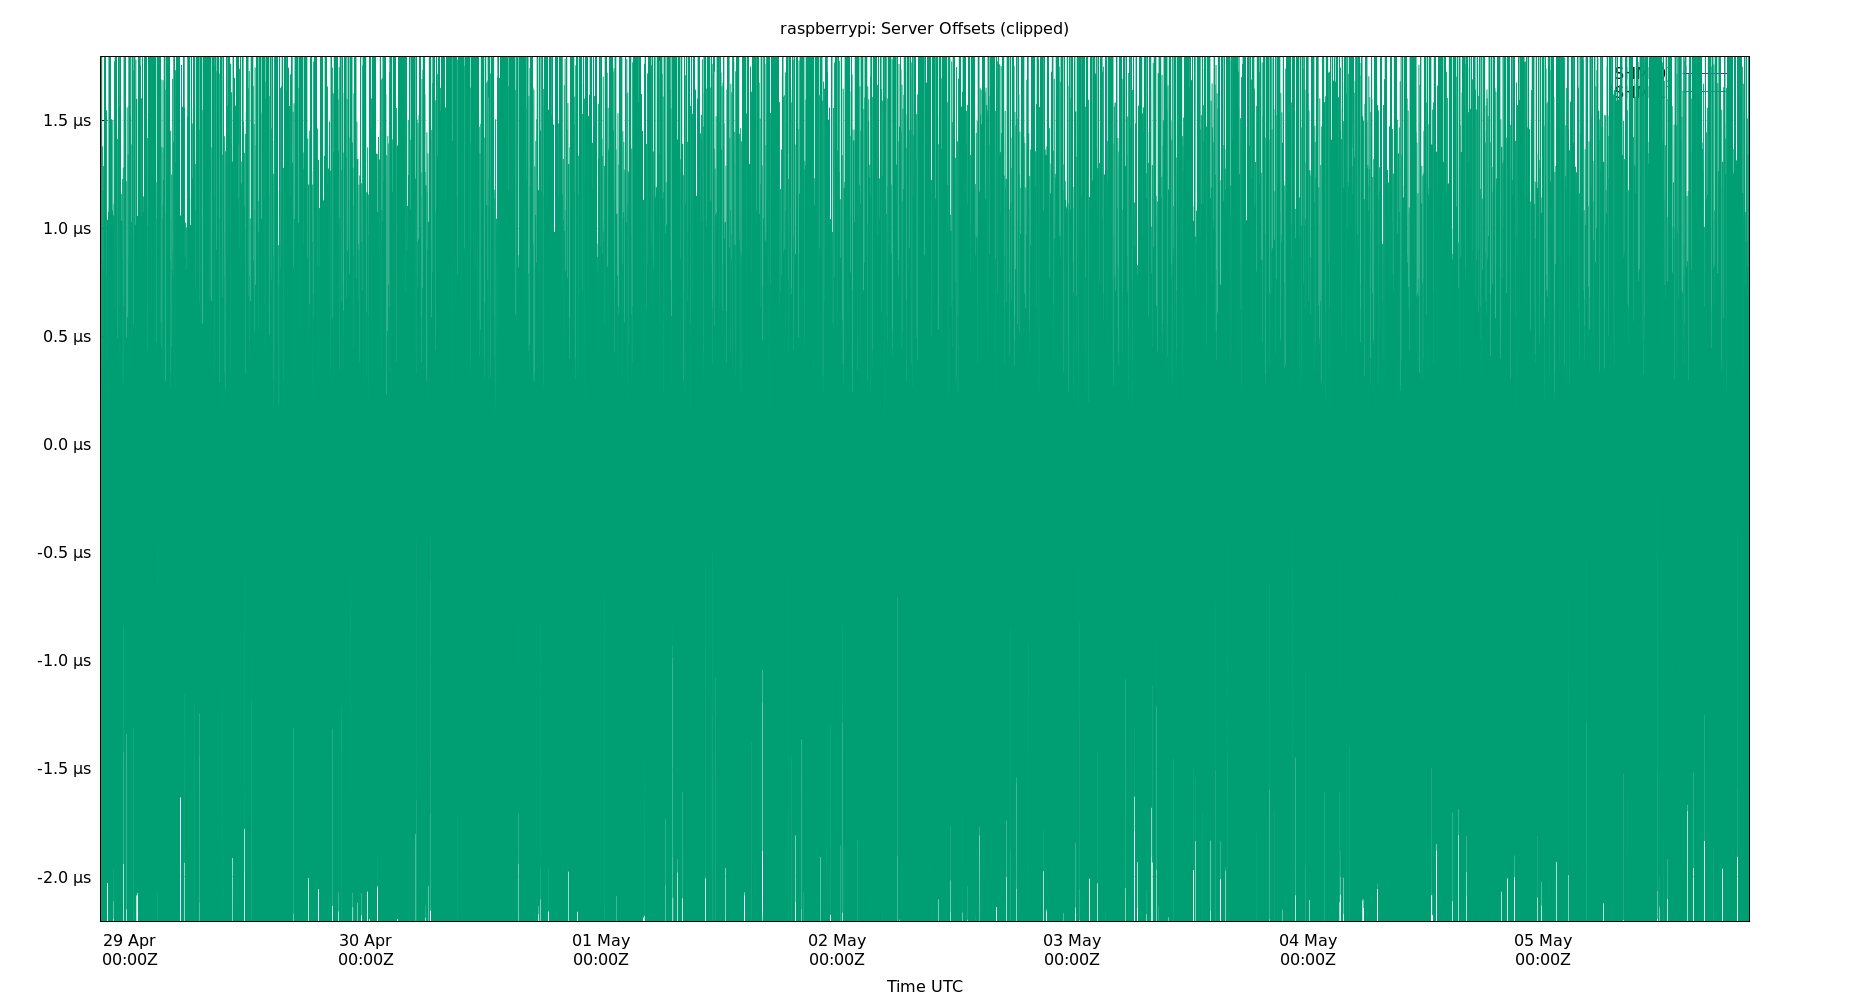 raspberrypi: Server Offsets (clipped)
1.5 µs
1.0 µs
0.5 µs
0.0 µs
-0.5 µs
-1.0 µs
-1.5 µs
-2.0 µs
29 Apr 30 Apr 01 May 02 May 03 May 04 May 05 May
00:00Z 00:00Z 00:00Z 00:00Z 00:00Z 00:00Z 00:00Z
Time UTC